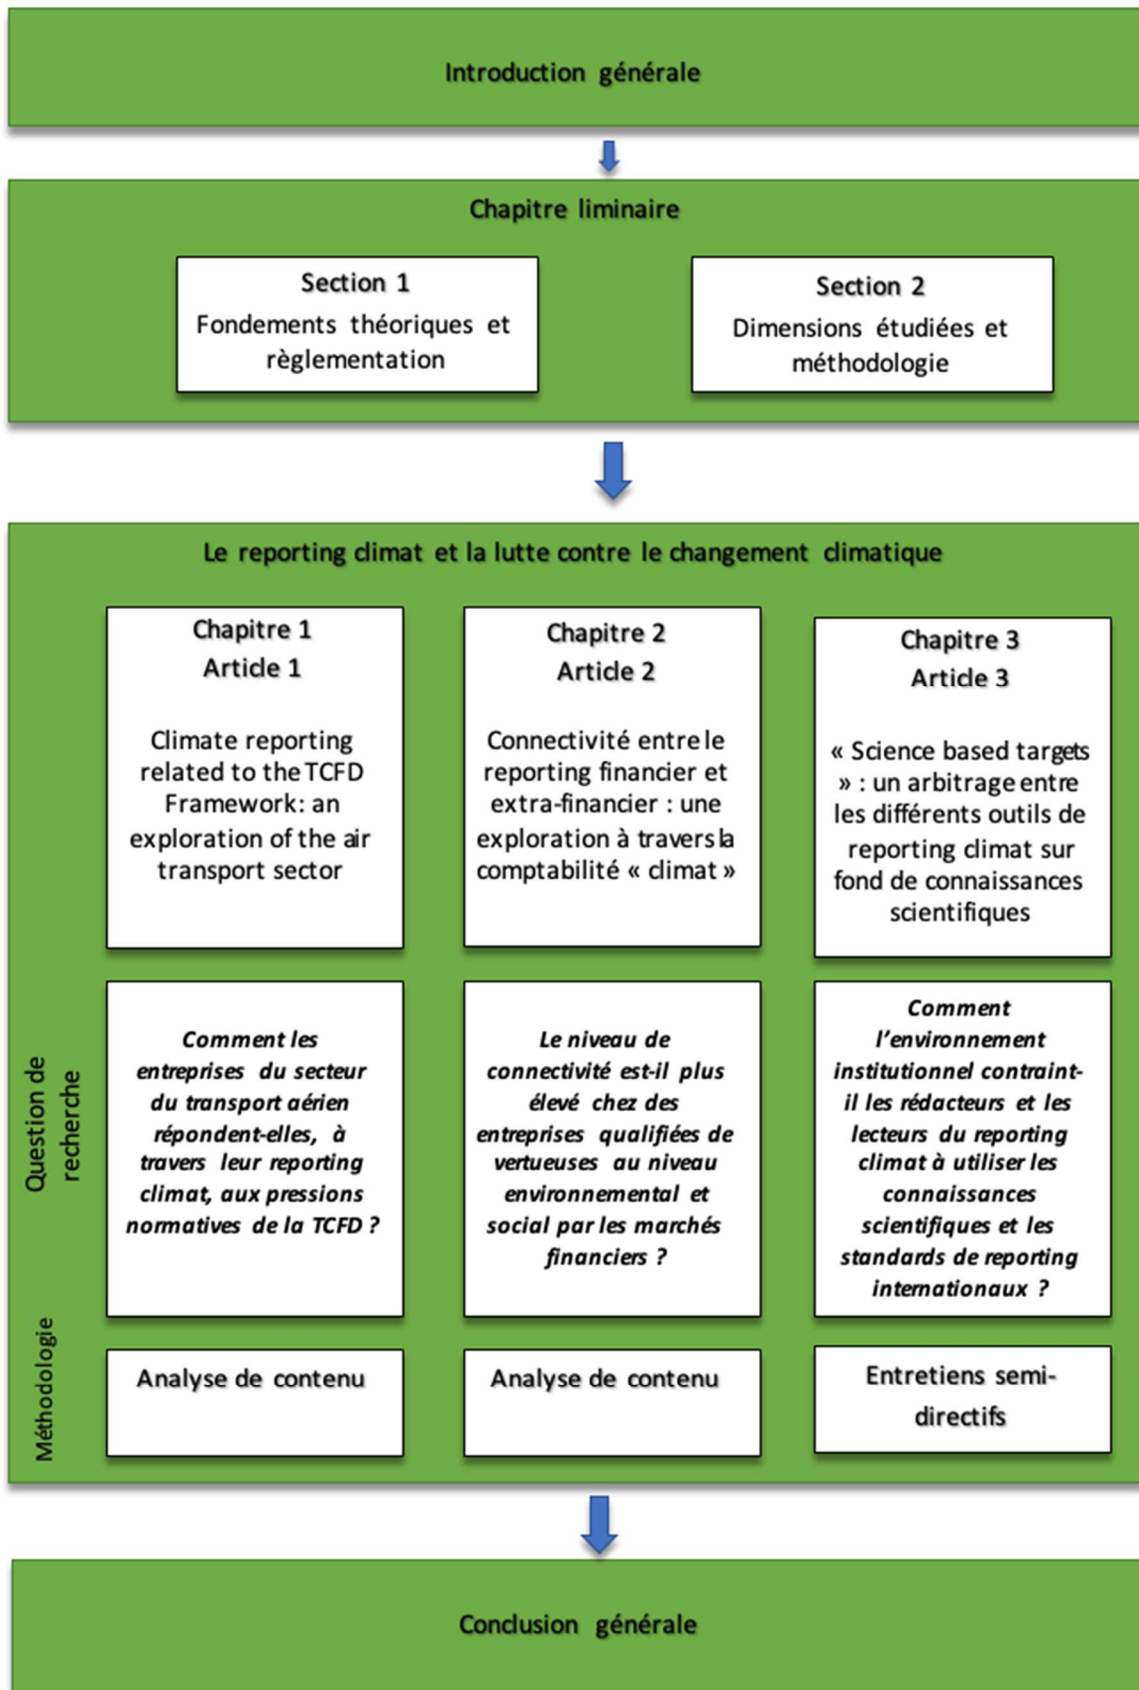 Introduction générale
Chapitre liminaire
Section 1
Fondements théoriques et
règlementation
Section 2
Dimensions étudiées et
méthodologie
Le reporting climat et la lutte contre le changement climatique
Chapitre 1
Article 1
Climate reporting
related to the TCFD
Framework: an
exploration of the air
transport sector
Chapitre 2
Article 2
Connectivité entre le
reporting financier et
extra-financier : une
exploration à travers la
comptabilité « climat »
Chapitre 3
Article 3
« Science based targets
» : un arbitrage entre
les différents outils de
reporting climat sur
fond de connaissances
scientifiques
Question de
recherche
Comment les
entreprises du secteur
du transport aérien
répondent-elles, à
travers leur reporting
climat, aux pressions
normatives de la TCFD ?
Le niveau de
connectivité est-il plus
élevé chez des
entreprises qualifiées de
vertueuses au niveau
environnemental et
social par les marchés
financiers ?
Comment
l’environnement
institutionnel contraint-
il les rédacteurs et les
lecteurs du reporting
climat à utiliser les
connaissances
scientifiques et les
standards de reporting
internationaux ?
Méthodologie
Analyse de contenu
Analyse de contenu
Entretiens semi-
directifs
Conclusion générale